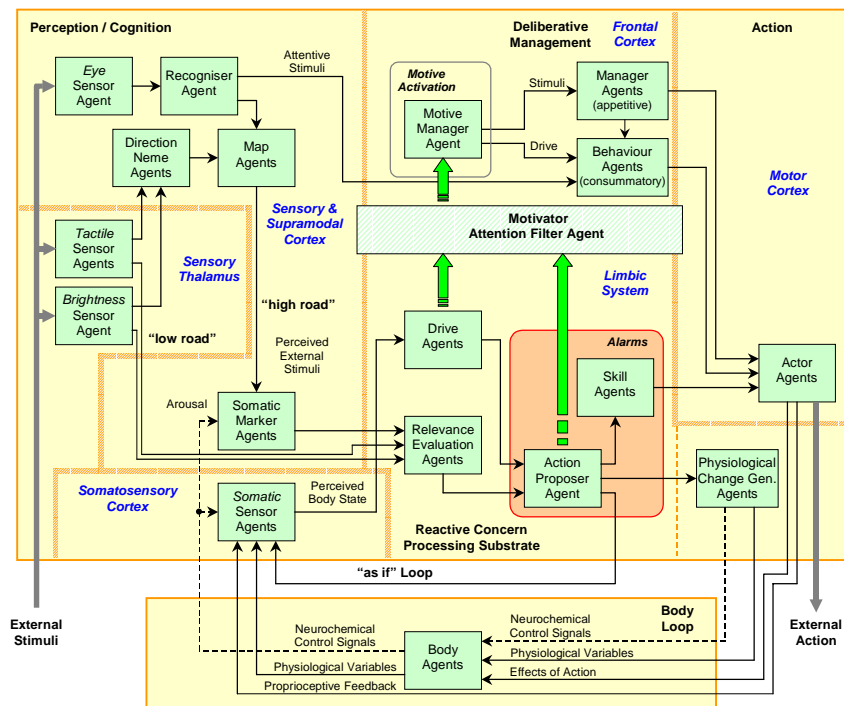 Perception / Cognition
Deliberative
Management
Frontal
Cortex
Action
Eye
Sensor
Agent
Recogniser
Agent
Attentive
Stimuli
Motive
Activation
Motive
Manager
Agent
Stimuli
Drive
Manager
Agents
(appetitive)
Behaviour
Agents
(consummatory)
Direction
Neme
Agents
Map
Agents
Motor
Cortex
Sensory &
Supramodal
Cortex
Motivator
Attention Filter Agent
Tactile
Sensor
Agents
Sensory
Thalamus
Brightness
Sensor
Agent
Limbic
System
"high road"
"low road"
Perceived
External
Stimuli
Drive
Agents
Alarms
Skill
Agents
Actor
Agents
Arousal
Somatic
Marker
Agents
Relevance
Evaluation
Agents
Action
Proposer
Agent
Physiological
Change Gen.
Agents
Somatosensory
Cortex
Somatic
Sensor
Agents
Perceived
Body State
Reactive Concern
Processing Substrate
"as if" Loop
External
Stimuli
External
Action
Body
Loop
Neurochemical
Control Signals
Body
Agents
Neurochemical
Control Signals
Physiological Variables
Physiological Variables
Effects of Action
Proprioceptive Feedback